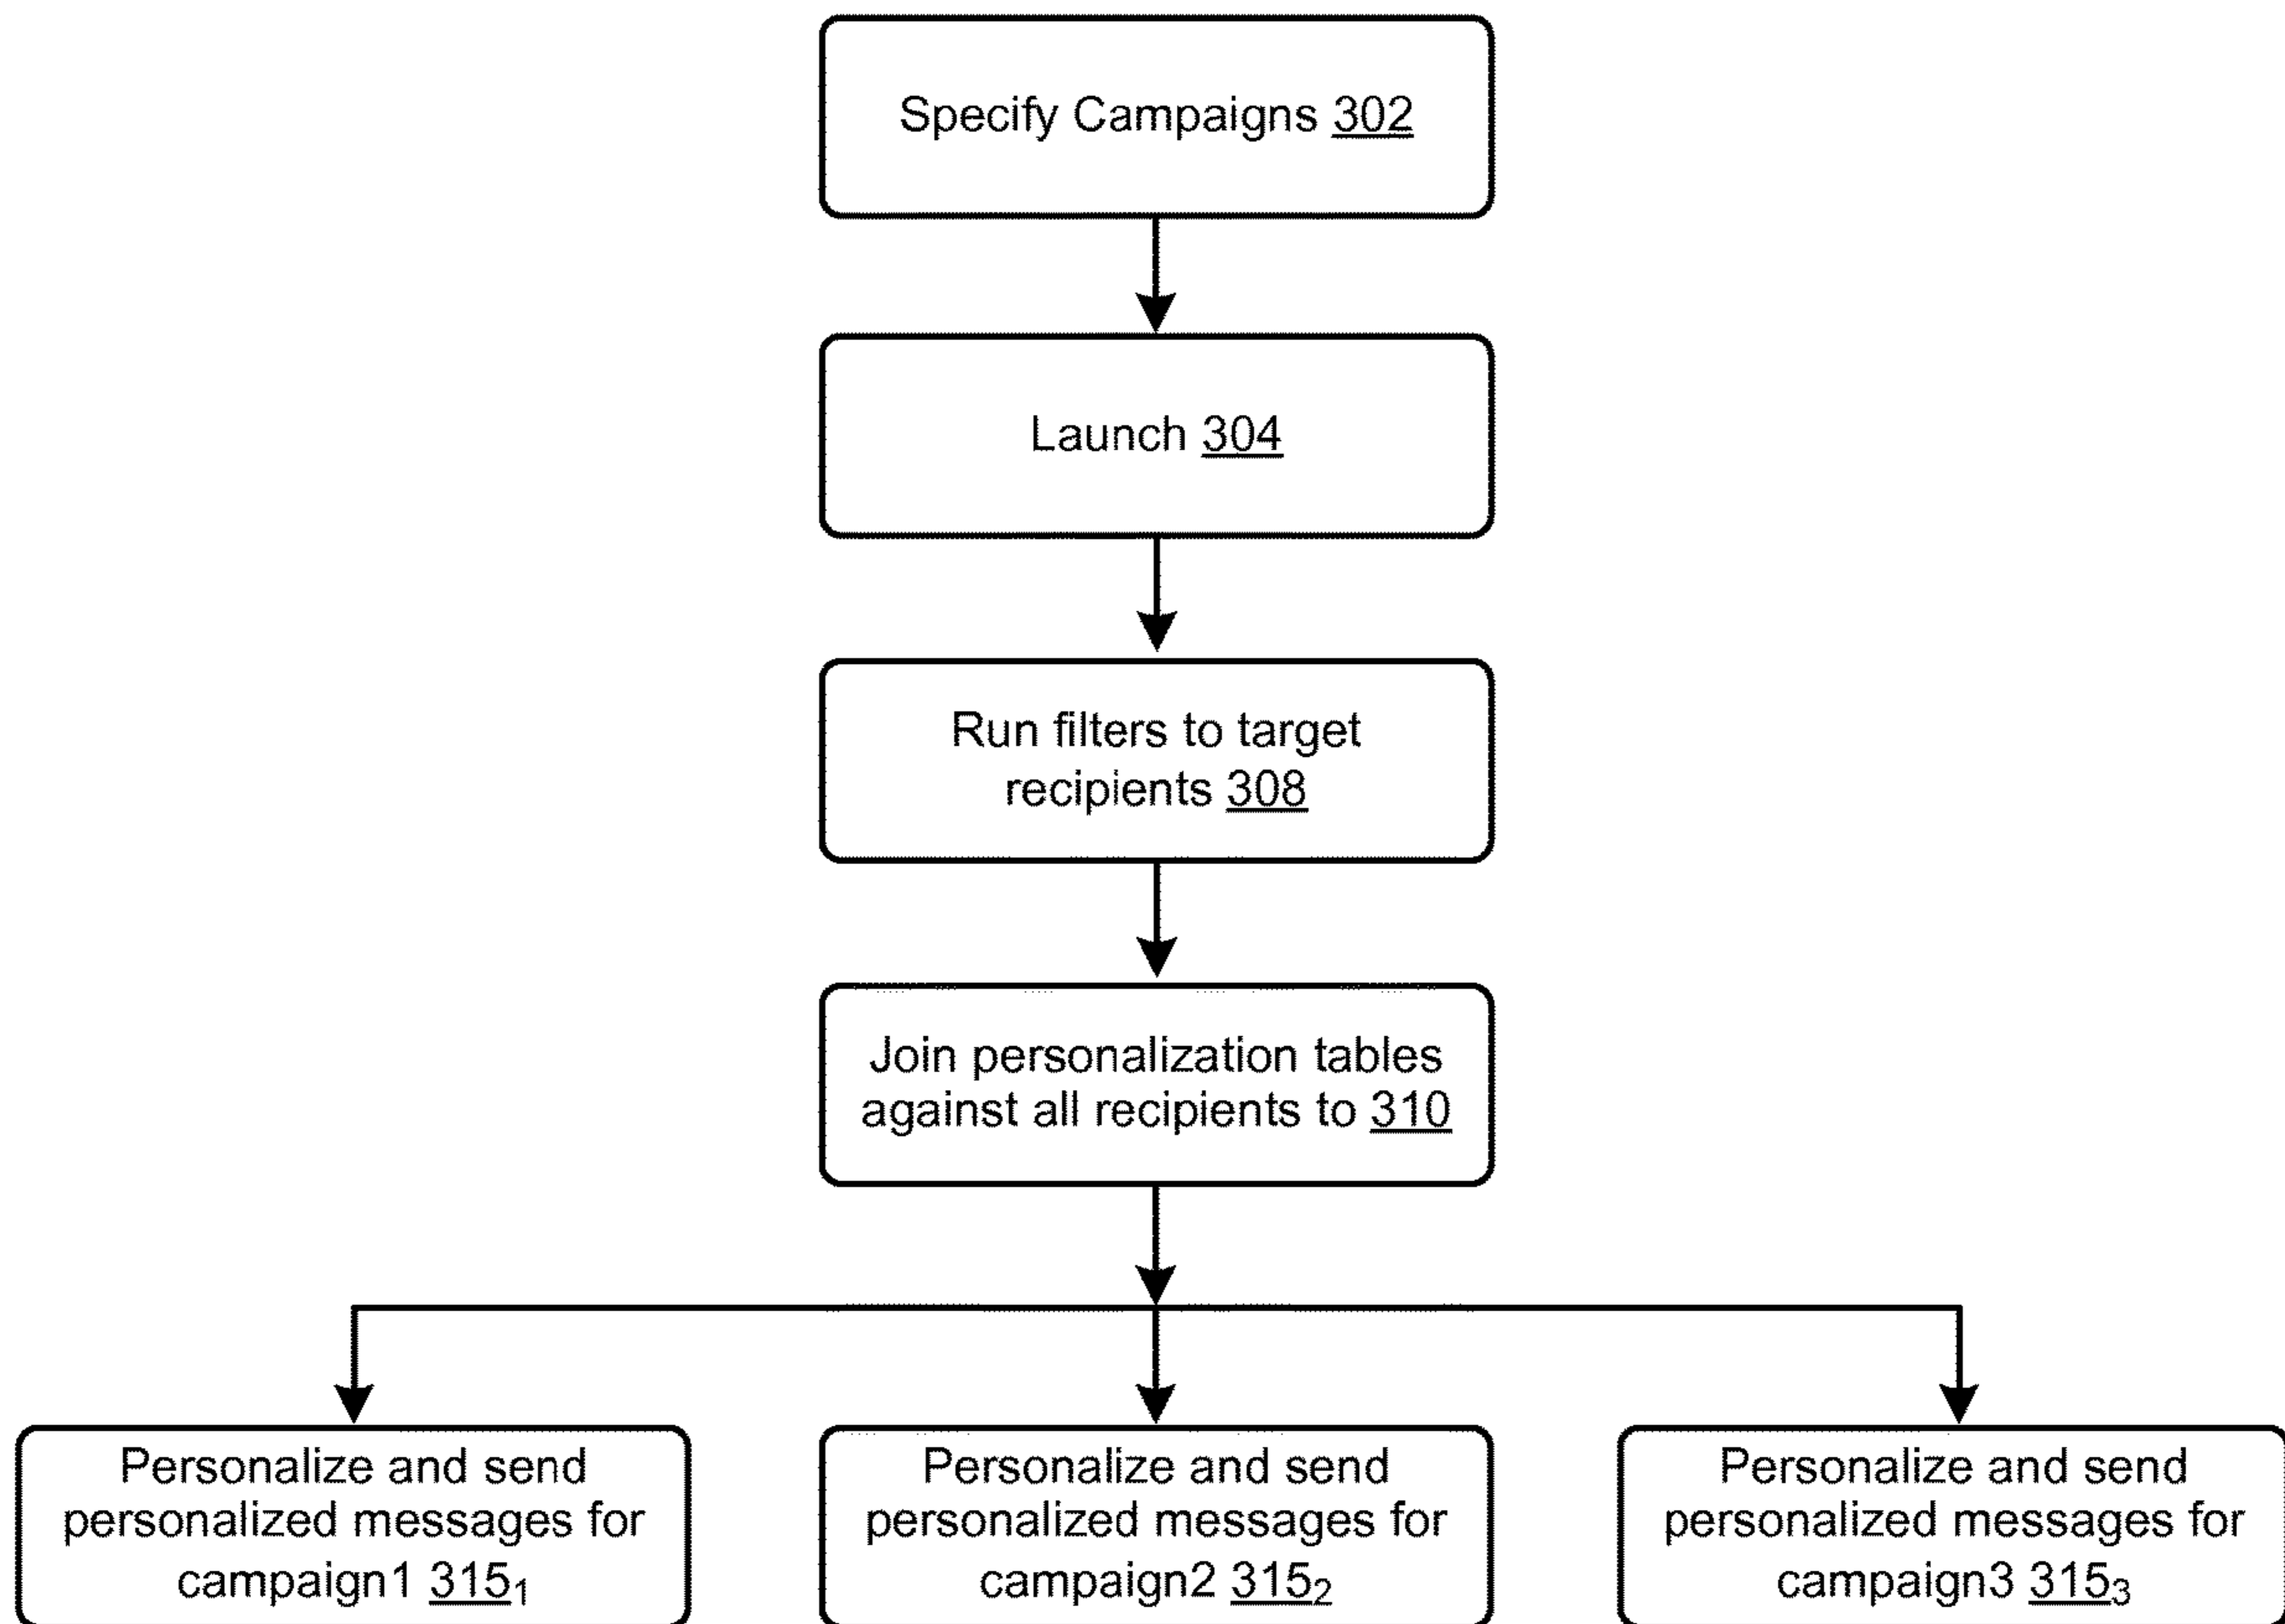 Specify Campaigns 302
Launch 304
Run filters to target
recipients 308
Join personalization tables
against all recipients to 310
Personalize and send
personalized messages for
campaign1 315₁
Personalize and send
personalized messages for
campaign2 315₂
Personalize and send
personalized messages for
campaign3 315₃